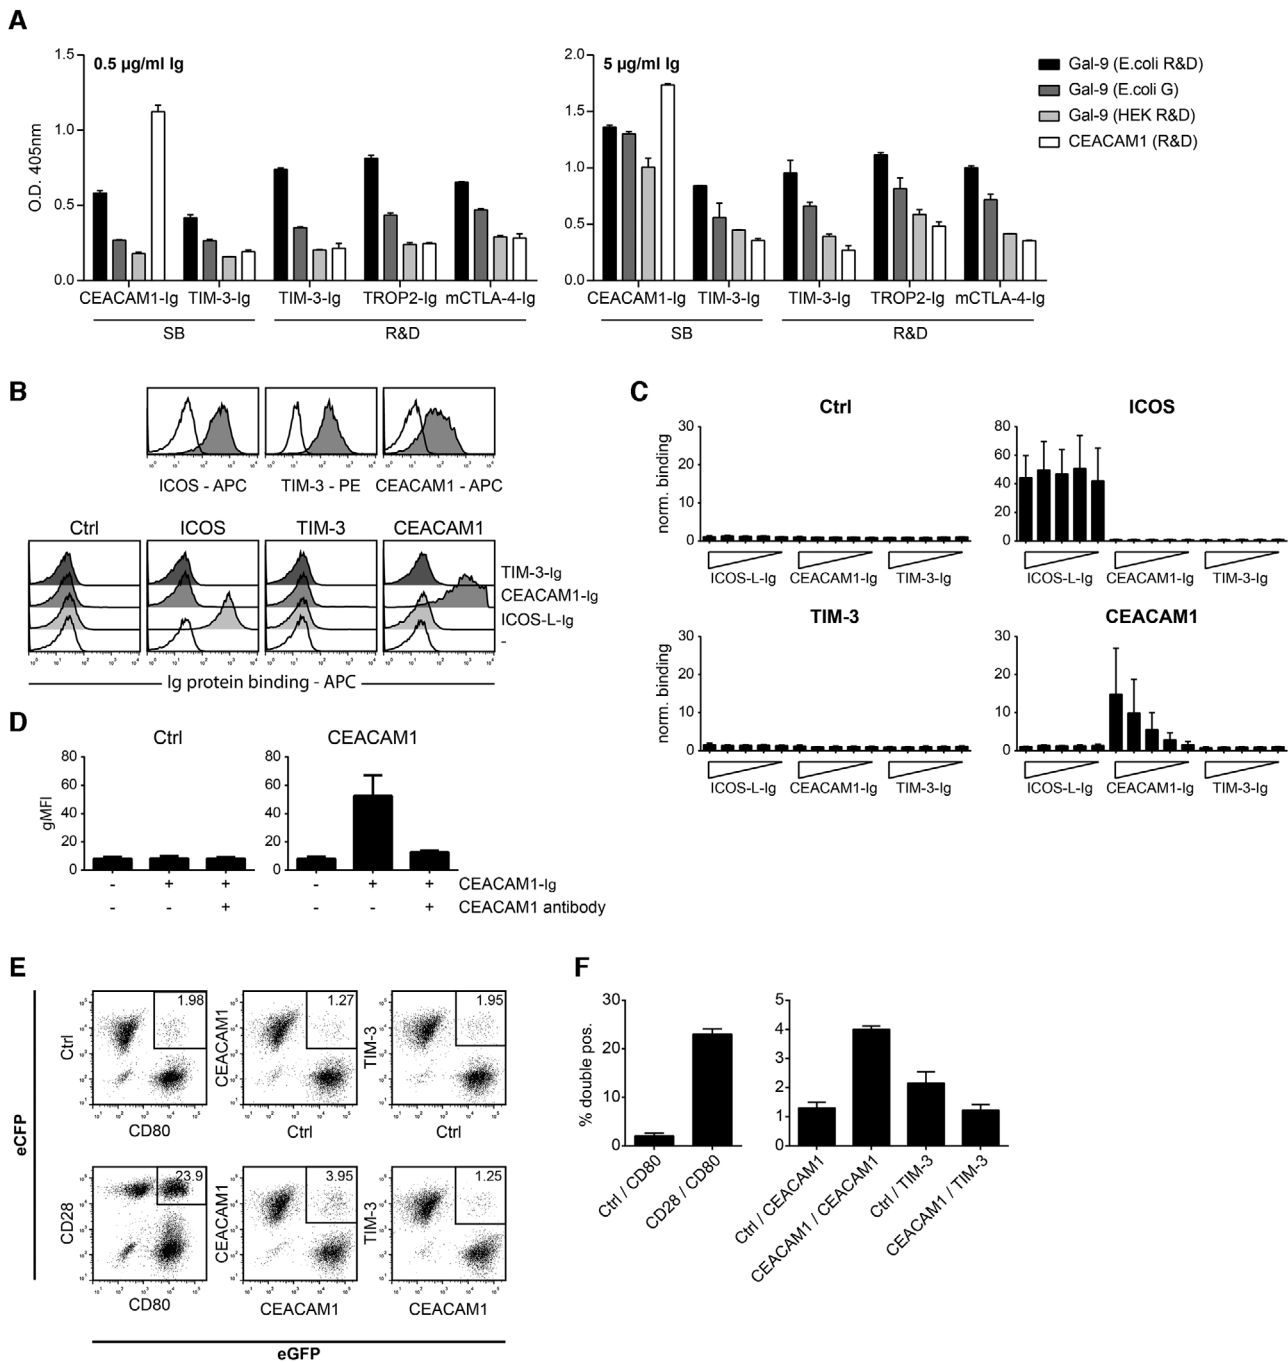 A
0.5 µg/ml Ig
1.5
1.0
0.5
0.0
O.D. 405nm
CEACAM1-Ig TIM-3-Ig TIM-3-Ig TROP2-Ig mCTLA-4-Ig
SB R&D
5 µg/ml Ig
2.0
1.5
1.0
0.5
0.0
CEACAM1-Ig TIM-3-Ig TIM-3-Ig TROP2-Ig mCTLA-4-Ig
SB R&D
Gal-9 (E.coli R&D)
Gal-9 (E.coli G)
Gal-9 (HEK R&D)
CEACAM1 (R&D)
B
ICOS - APC TIM-3 - PE CEACAM1 - APC
Ctrl ICOS TIM-3 CEACAM1
TIM-3-Ig
CEACAM1-Ig
ICOS-L-Ig
-
Ig protein binding - APC
C
Ctrl
30
20
10
0
norm. binding
ICOS-L-Ig CEACAM1-Ig TIM-3-Ig
ICOS
80
60
40
20
0
ICOS-L-Ig CEACAM1-Ig TIM-3-Ig
TIM-3
30
20
10
0
norm. binding
ICOS-L-Ig CEACAM1-Ig TIM-3-Ig
CEACAM1
30
20
10
0
ICOS-L-Ig CEACAM1-Ig TIM-3-Ig
D
Ctrl
80
60
40
20
0
gMFI
CEACAM1
80
60
40
20
0
- + + - + + CEACAM1-Ig
- - + - - + CEACAM1 antibody
E
eCFP
Ctrl
1.98
CD80
CEACAM1
1.27
Ctrl
TIM-3
1.95
Ctrl
CD28
23.9
CD80
CEACAM1
3.95
CEACAM1
TIM-3
1.25
CEACAM1
eGFP
F
% double pos.
30
20
10
0
Ctrl / CD80
CD28 / CD80
5
4
3
2
1
0
Ctrl / CEACAM1
CEACAM1 / CEACAM1
Ctrl / TIM-3
CEACAM1 / TIM-3